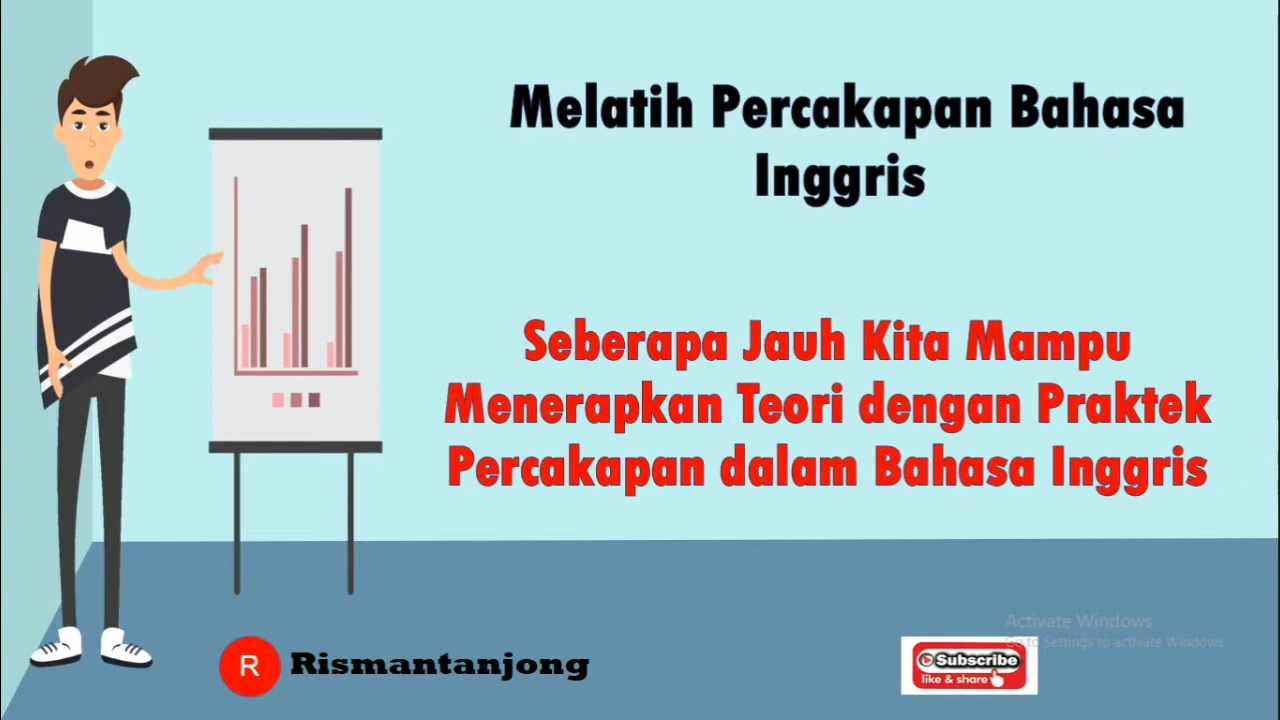 Melatih Percakapan Bahasa
Inggris
Seberapa Jauh Kita Mampu
Menerapkan Teori dengan Praktek
Percakapan dalam Bahasa Inggris
Activate Windows
Go to Settings to activate Windows.
R Rismantanjong
Subscribe
like & share